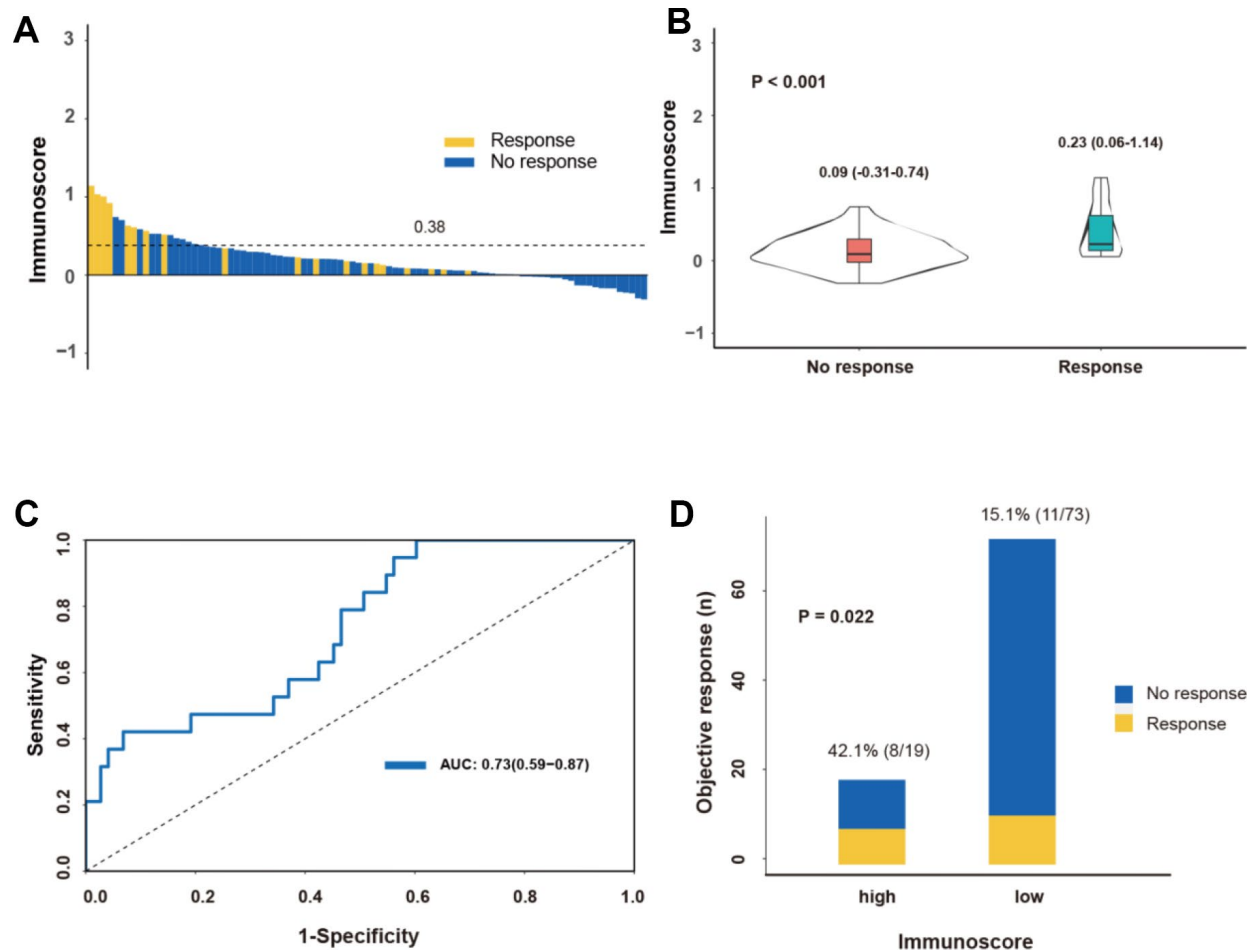 A
3
2
1
0
−1
Immunoscore
Response
No response
0.38
B
3
2
1
0
−1
Immunoscore
P < 0.001
0.09 (-0.31-0.74)
0.23 (0.06-1.14)
No response
Response
C
1.0
0.8
0.6
0.4
0.2
0.0
Sensitivity
AUC: 0.73(0.59−0.87)
0.0 0.2 0.4 0.6 0.8 1.0
1-Specificity
D
15.1% (11/73)
60
40
20
0
Objective response (n)
P = 0.022
42.1% (8/19)
No response
Response
high low
Immunoscore